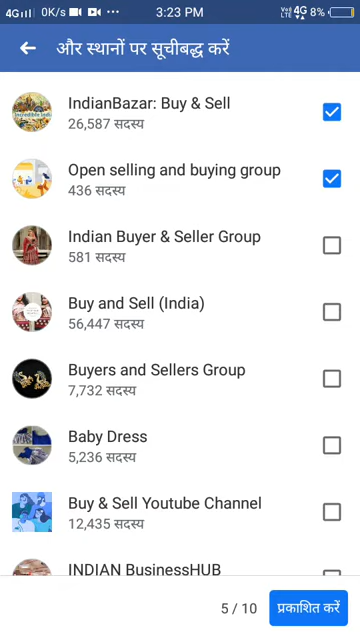 4G 0K/s ... 3:23 PM VoLTE 4G 8%
और स्थानों पर सूचीबद्ध करें
IndianBazar: Buy & Sell
26,587 सदस्य
Open selling and buying group
436 सदस्य
Indian Buyer & Seller Group
581 सदस्य
Buy and Sell (India)
56,447 सदस्य
Buyers and Sellers Group
7,732 सदस्य
Baby Dress
5,236 सदस्य
Buy & Sell Youtube Channel
12,435 सदस्य
INDIAN BusinessHUB
5 / 10 प्रकाशित करें